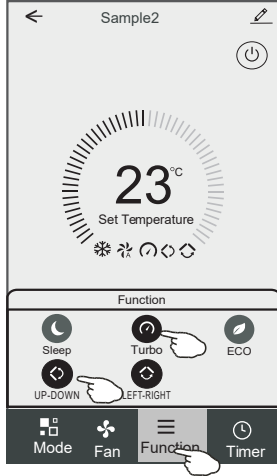 Sample2
23°C
Set Temperature
A
Function
Sleep Turbo ECO
UP-DOWN LEFT-RIGHT
Mode Fan Function Timer